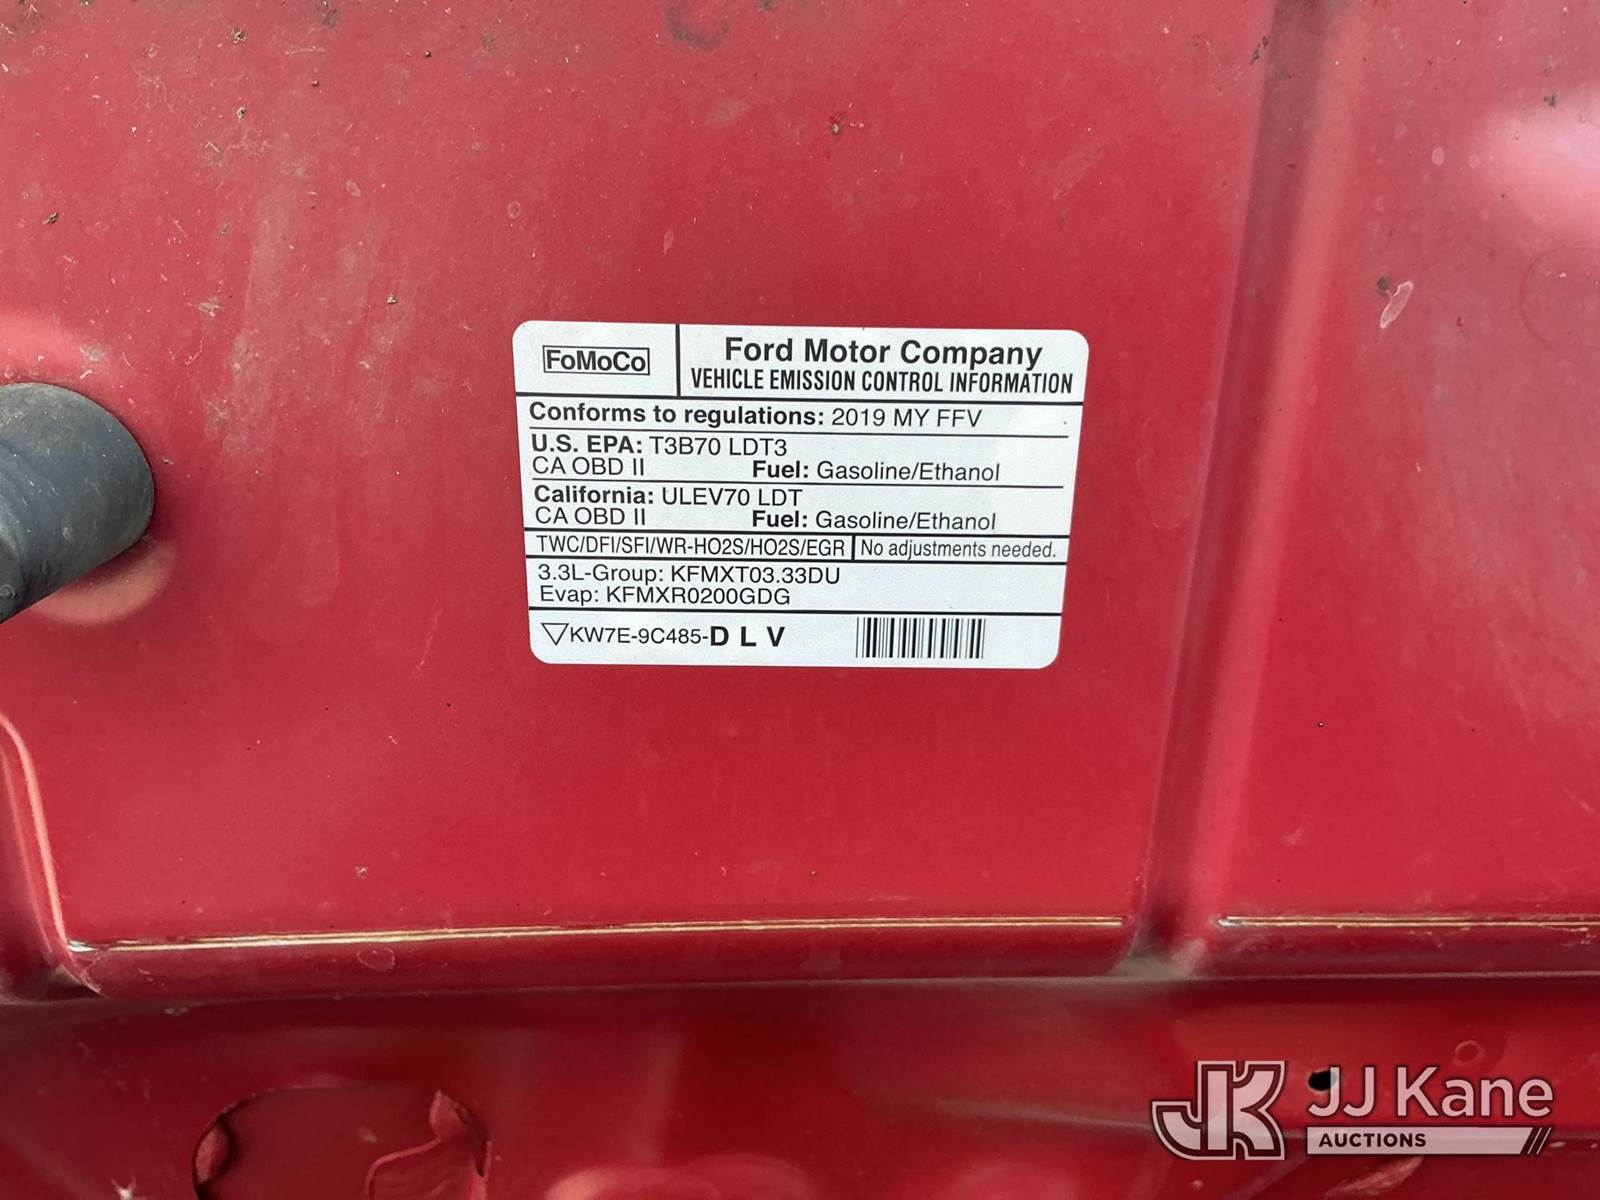 FoMoCo
Ford Motor Company
VEHICLE EMISSION CONTROL INFORMATION
Conforms to regulations: 2019 MY FFV
U.S. EPA: T3B70 LDT3
CA OBD II Fuel: Gasoline/Ethanol
California: ULEV70 LDT
CA OBD II Fuel: Gasoline/Ethanol
TWC/DFI/SFI/WR-HO2S/HO2S/EGR No adjustments needed.
3.3L-Group: KFMXT03.33DU
Evap: KFMXR0200GDG
KW7E-9C485-D L V
JK JJ Kane
AUCTIONS